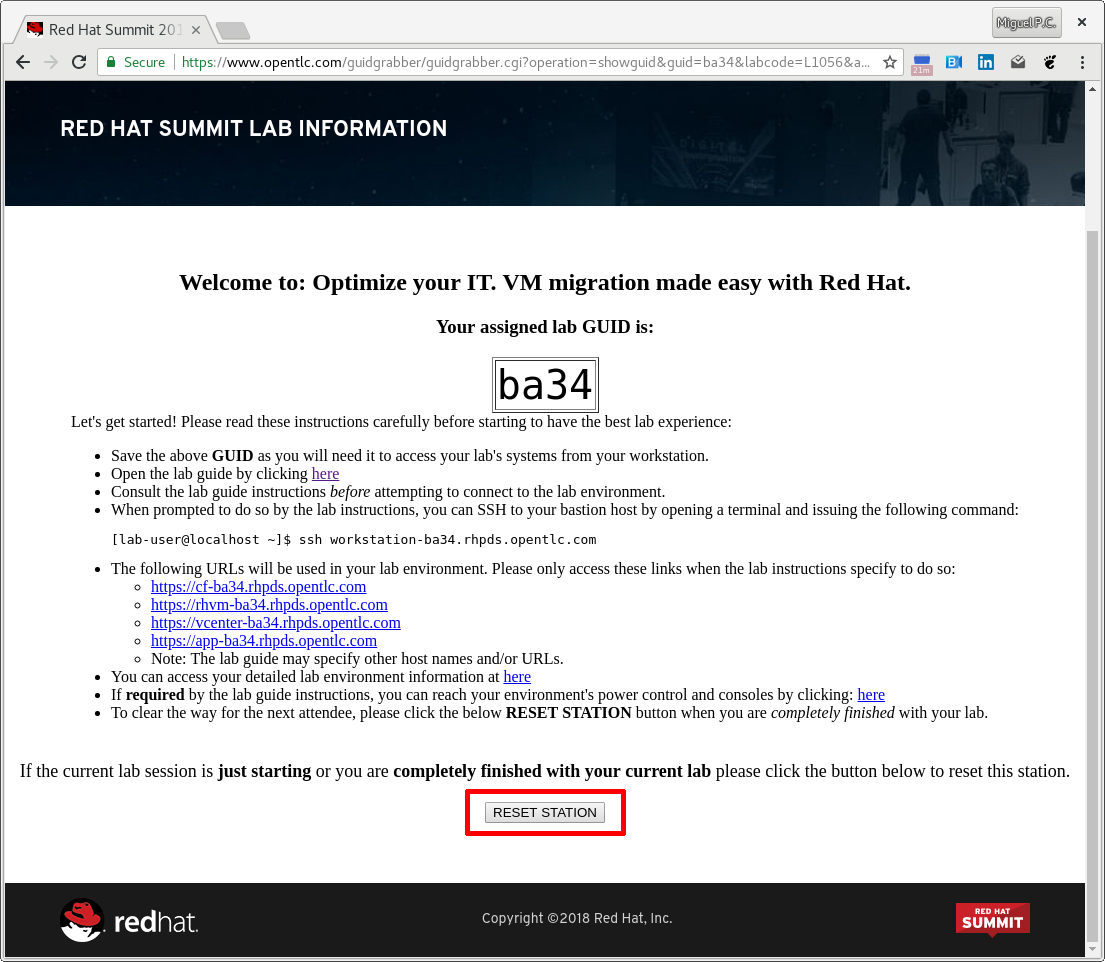 Red Hat Summit 201
Miguel P.C.
Secure
https://www.opentlc.com/guidgrabber/guidgrabber.cgi?operation=showguid&guid=ba34&labcode=L1056&a...
21m
RED HAT SUMMIT LAB INFORMATION
DIGITAL
Welcome to: Optimize your IT. VM migration made easy with Red Hat.
Your assigned lab GUID is:
ba34
Let's get started! Please read these instructions carefully before starting to have the best lab experience:
• Save the above GUID as you will need it to access your lab's systems from your workstation.
• Open the lab guide by clicking here
• Consult the lab guide instructions before attempting to connect to the lab environment.
• When prompted to do so by the lab instructions, you can SSH to your bastion host by opening a terminal and issuing the following command:
[lab-user@localhost ~]$ ssh workstation-ba34.rhpds.opentlc.com
• The following URLs will be used in your lab environment. Please only access these links when the lab instructions specify to do so:
◦ https://cf-ba34.rhpds.opentlc.com
◦ https://rhvm-ba34.rhpds.opentlc.com
◦ https://vcenter-ba34.rhpds.opentlc.com
◦ https://app-ba34.rhpds.opentlc.com
◦ Note: The lab guide may specify other host names and/or URLs.
• You can access your detailed lab environment information at here
• If required by the lab guide instructions, you can reach your environment's power control and consoles by clicking: here
• To clear the way for the next attendee, please click the below RESET STATION button when you are completely finished with your lab.
If the current lab session is just starting or you are completely finished with your current lab please click the button below to reset this station.
RESET STATION
redhat.
Copyright ©2018 Red Hat, Inc.
RED HAT
SUMMIT